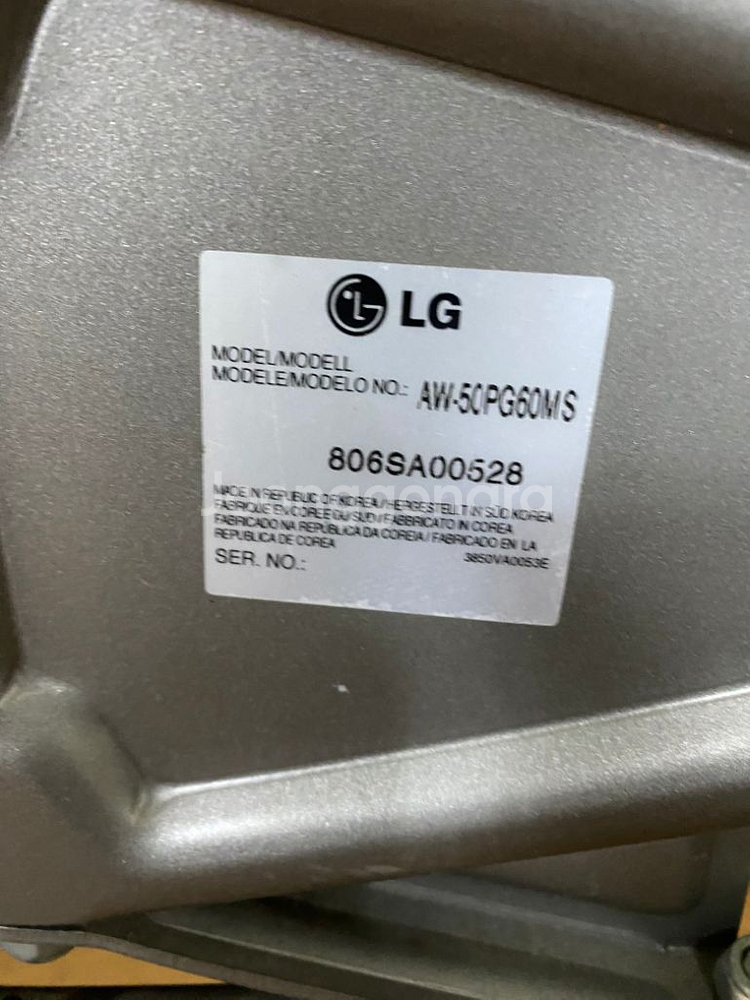 LG
MODEL/MODELL
MODELE/MODELO NO.: AW-50PG60MS
806SA00528
MADE IN REPUBLIC OF KOREA / HERGESTELLT IN SÜD KOREA
FABRIQUE EN COREE DU SUD / FABBRICATO IN COREA
FABRICADO NA REPUBLICA DA COREIA / FABRICADO EN LA
REPUBLICA DE COREA 3850VA0053E
SER. NO.:
Joongonara